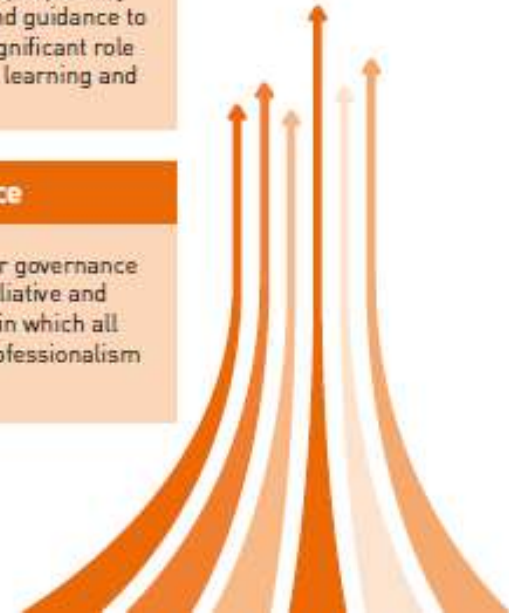 nd guidance to
gnificant role
learning and
ce
r governance
liative and
in which all
ofessionalism